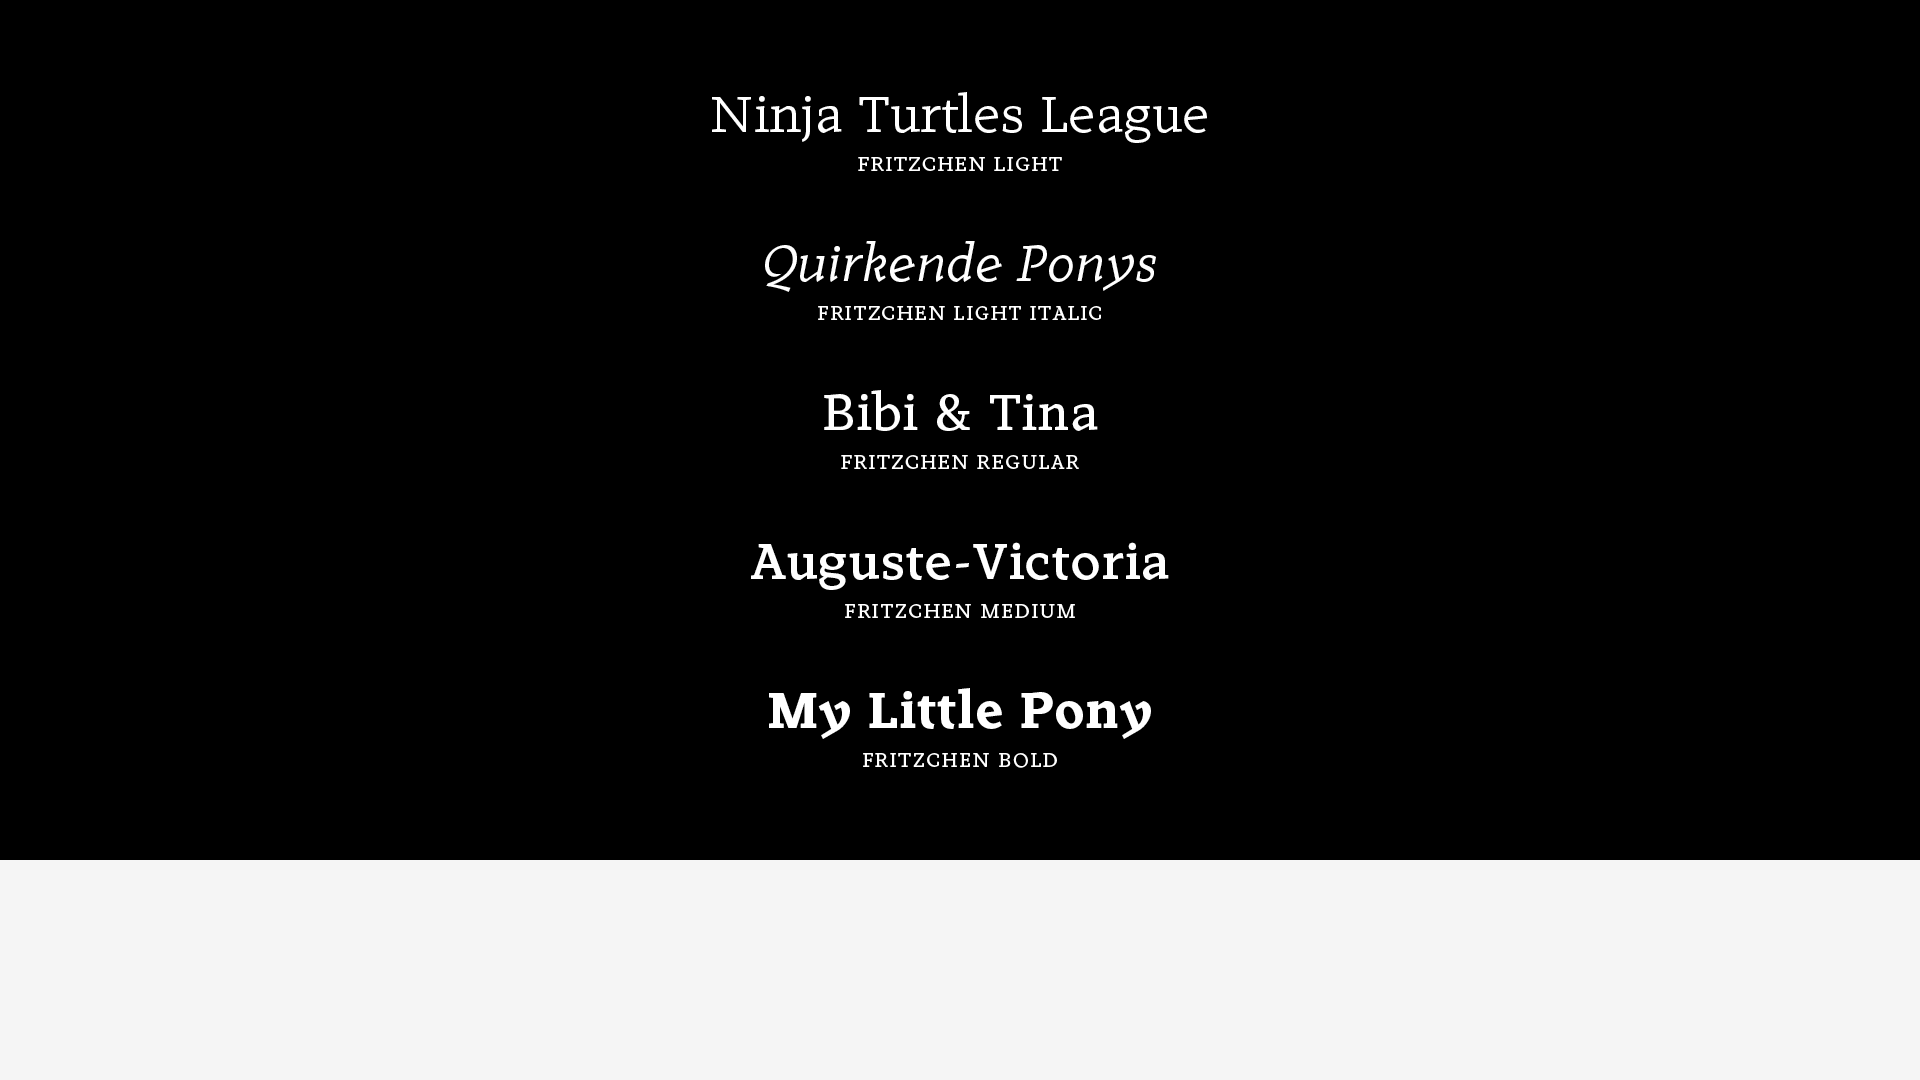 Ninja Turtles League
FRITZCHEN LIGHT
Quirkende Ponys
FRITZCHEN LIGHT ITALIC
Bibi & Tina
FRITZCHEN REGULAR
Auguste-Victoria
FRITZCHEN MEDIUM
My Little Pony
FRITZCHEN BOLD